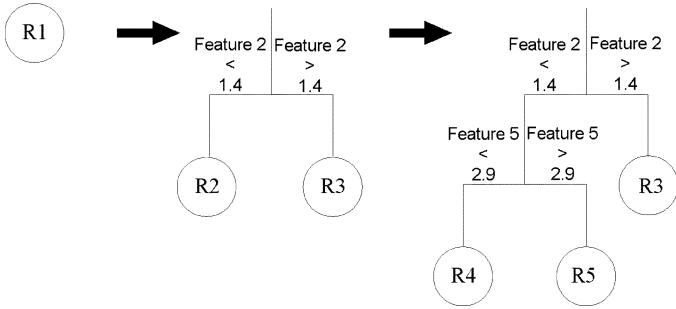 R1
Feature 2 Feature 2
< >
1.4 1.4
R2 R3
Feature 2 Feature 2
< >
1.4 1.4
Feature 5 Feature 5
< >
2.9 2.9
R3
R4 R5